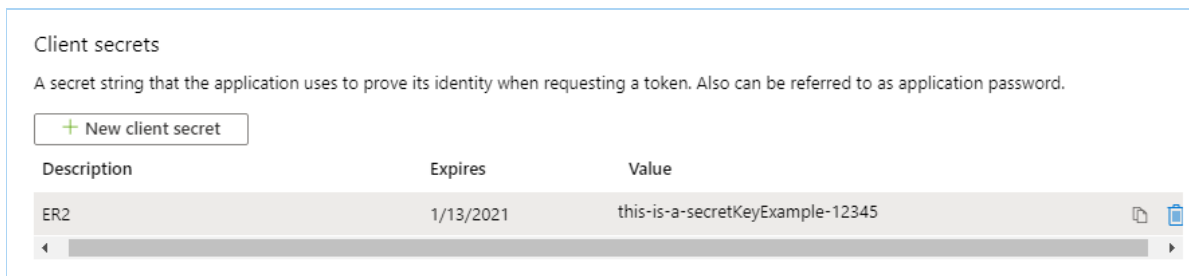 Client secrets
A secret string that the application uses to prove its identity when requesting a token. Also can be referred to as application password.
+ New client secret
Description Expires Value
ER2 1/13/2021 this-is-a-secretKeyExample-12345